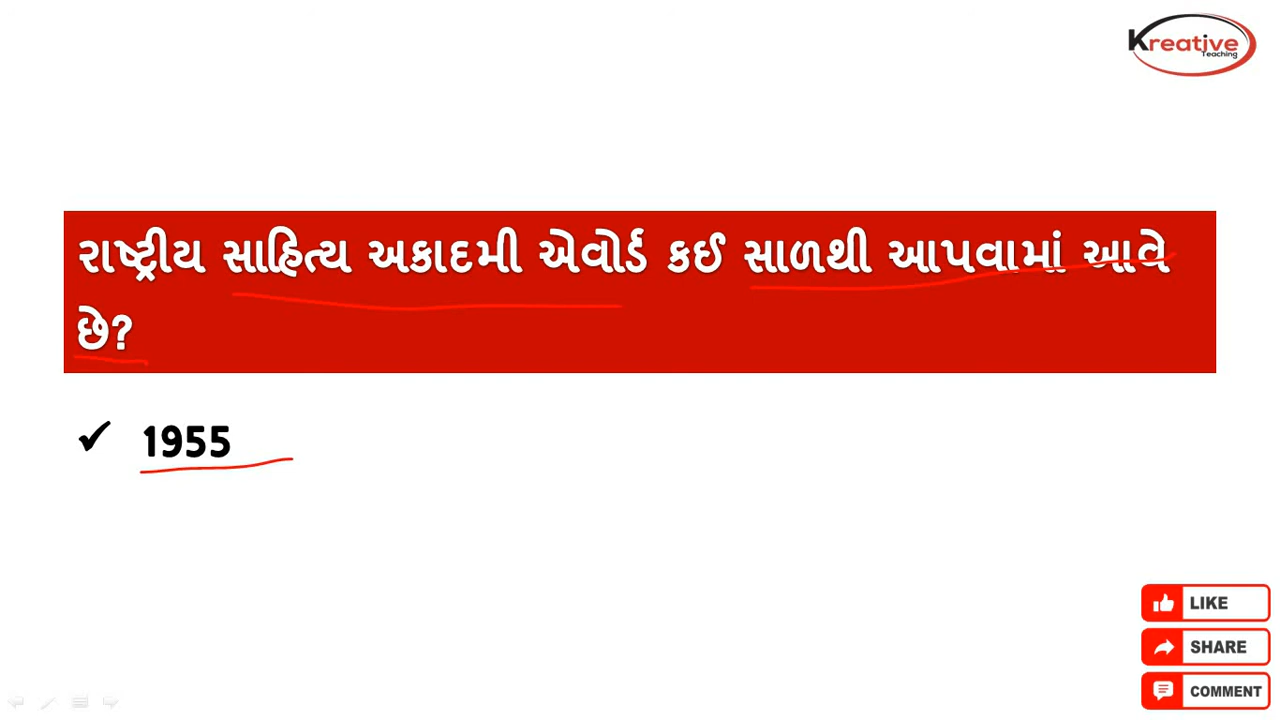 Kreative
Teaching
રાષ્ટ્રીય સાહિત્ય અકાદમી એવોર્ડ કઈ સાળથી આપવામાં આવે
છે?
✓ 1955
LIKE
SHARE
COMMENT